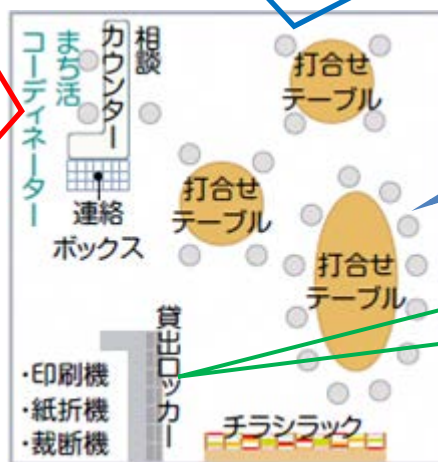 まち活
コーディネーター
相談
カウンター
連絡
ボックス
打合せ
テーブル
打合せ
テーブル
打合せ
テーブル
貸出ロッカー
・印刷機
・紙折機
・裁断機
チラシラック